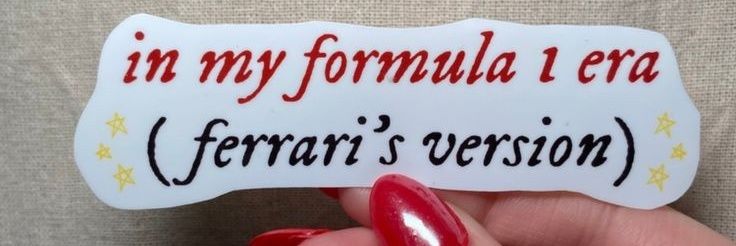 in my formula 1 era
(ferrari's version)